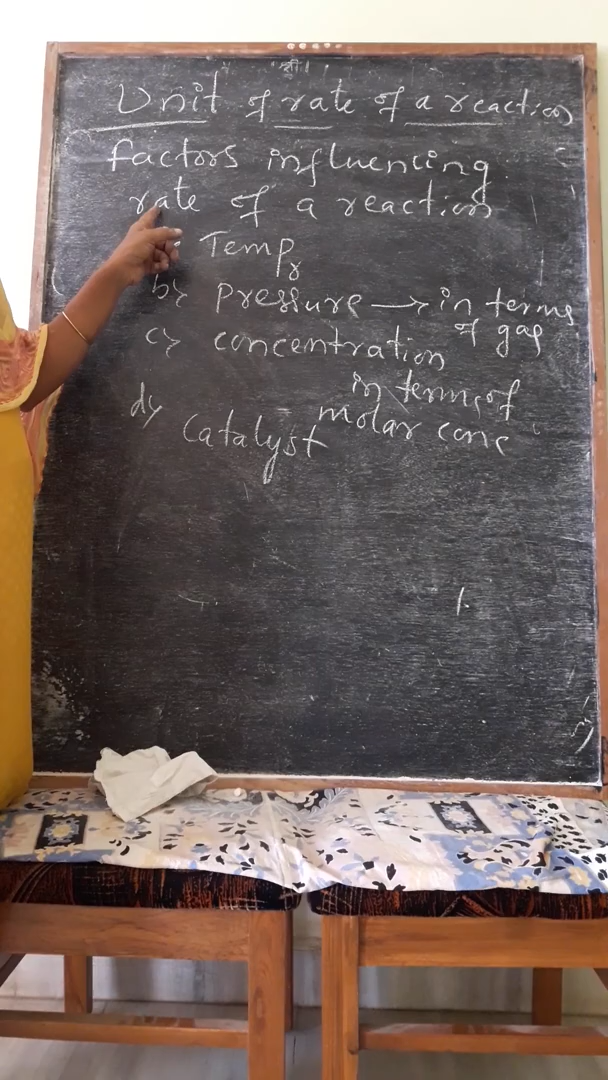 श्री
Unit of rate of a reaction
factors influencing
rate of a reaction
Tempr
b> Pressure → in terms
of gas
c> concentration
in terms of
molar conc
d> Catalyst